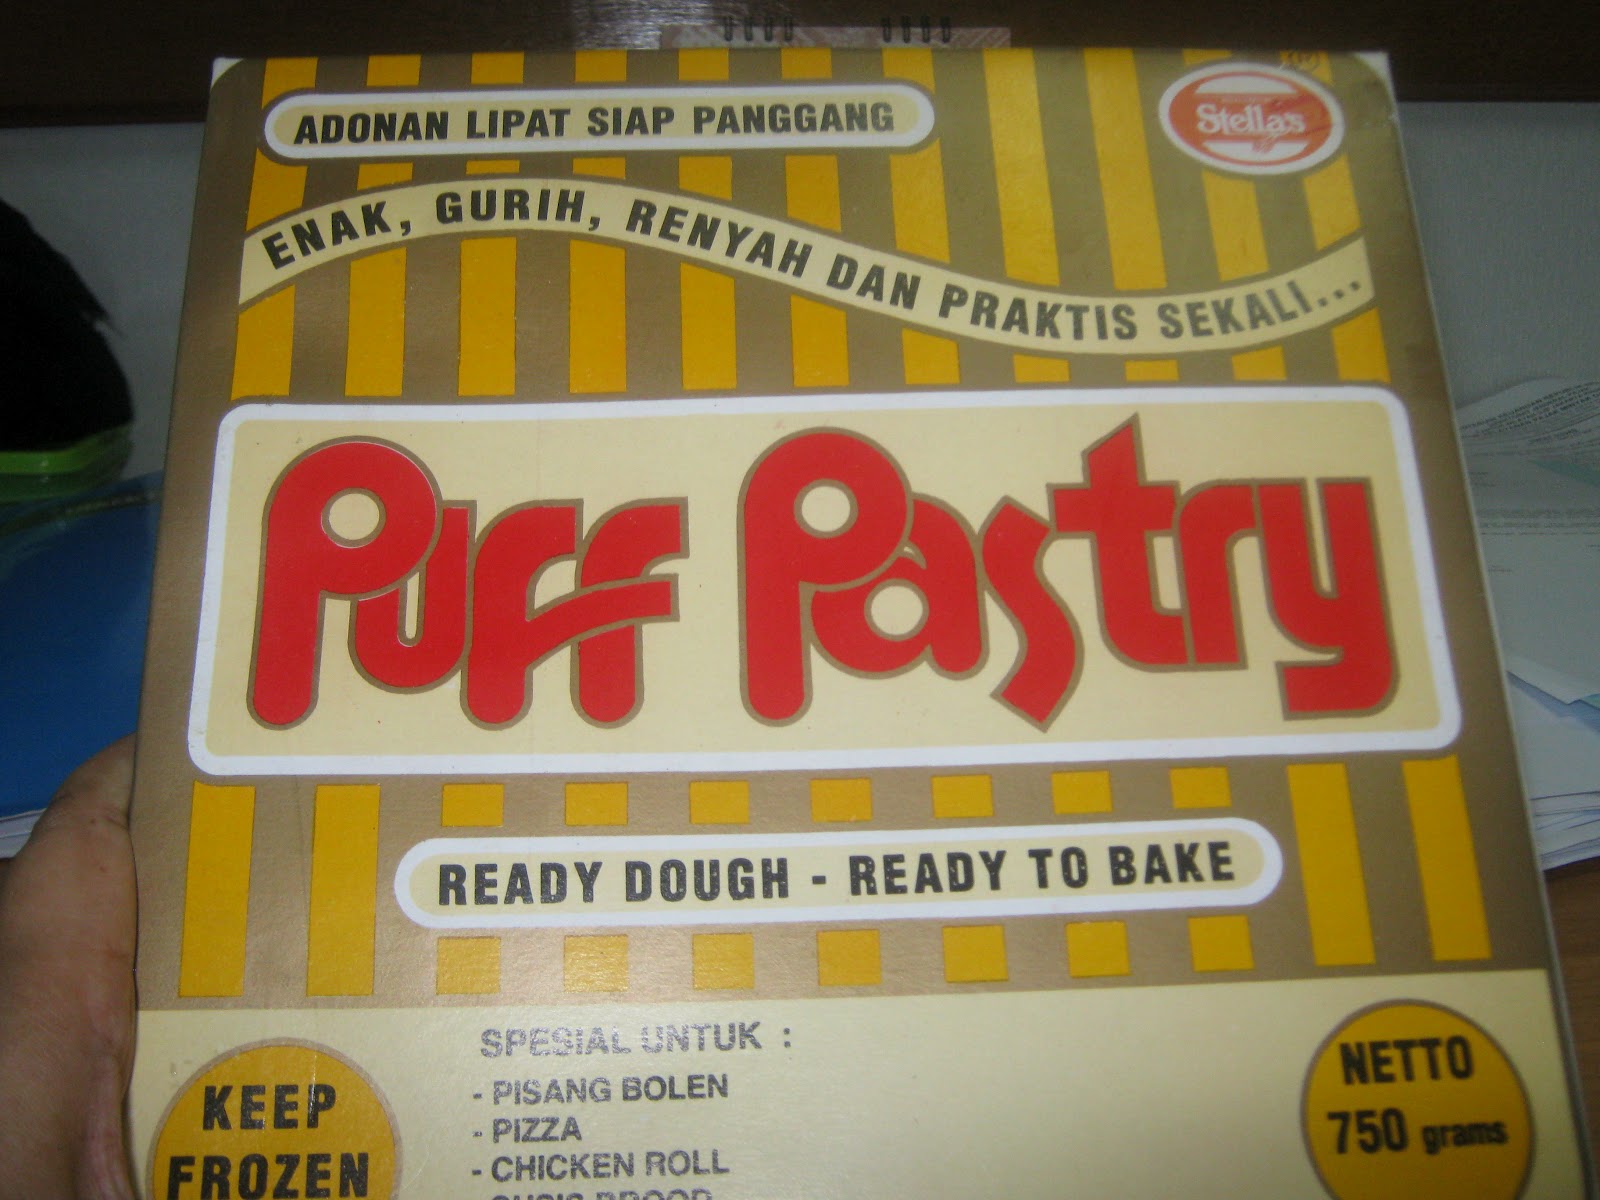 ADONAN LIPAT SIAP PANGGANG
Stella's
ENAK, GURIH, RENYAH DAN PRAKTIS SEKALI...
Puff Pastry
READY DOUGH - READY TO BAKE
KEEP
FROZEN
SPESIAL UNTUK :
- PISANG BOLEN
- PIZZA
- CHICKEN ROLL
NETTO
750 grams